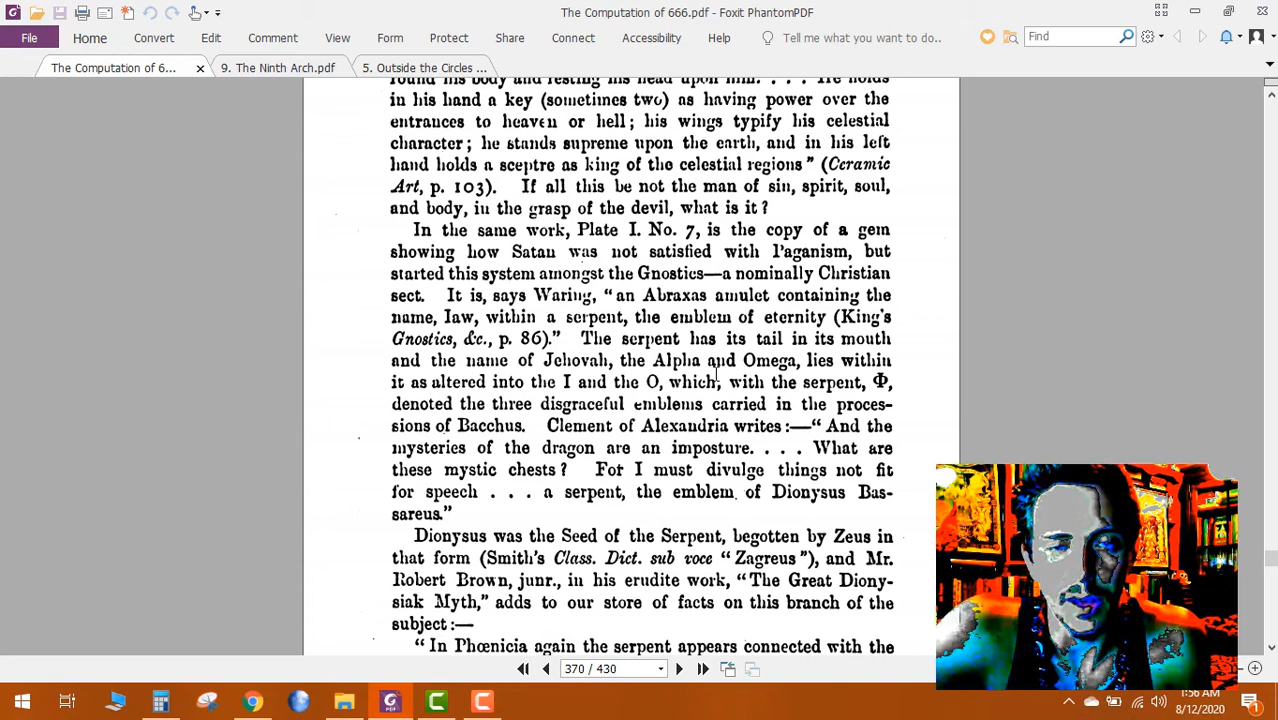 The Computation of 666.pdf - Foxit PhantomPDF
File Home Convert Edit Comment View Form Protect Share Connect Accessibility Help Tell me what you want to do.. Find
The Computation of 6... 9. The Ninth Arch.pdf 5. Outside the Circles ...
round his body and resting his head upon him. . . . He holds
in his hand a key (sometimes two) as having power over the
entrances to heaven or hell; his wings typify his celestial
character; he stands supreme upon the earth, and in his left
hand holds a sceptre as king of the celestial regions" (Ceramic
Art, p. 103). If all this be not the man of sin, spirit, soul,
and body, in the grasp of the devil, what is it?
In the same work, Plate I. No. 7, is the copy of a gem
showing how Satan was not satisfied with Paganism, but
started this system amongst the Gnostics—a nominally Christian
sect. It is, says Waring, "an Abraxas amulet containing the
name, Iaw, within a serpent, the emblem of eternity (King's
Gnostics, &c., p. 86)." The serpent has its tail in its mouth
and the name of Jehovah, the Alpha and Omega, lies within
it as altered into the I and the O, which, with the serpent, Φ,
denoted the three disgraceful emblems carried in the proces-
sions of Bacchus. Clement of Alexandria writes:—"And the
mysteries of the dragon are an imposture. . . . What are
these mystic chests? For I must divulge things not fit
for speech . . . a serpent, the emblem of Dionysus Bas-
sareus."
Dionysus was the Seed of the Serpent, begotten by Zeus in
that form (Smith's Class. Dict. sub voce "Zagreus"), and Mr.
Robert Brown, junr., in his erudite work, "The Great Diony-
siak Myth," adds to our store of facts on this branch of the
subject:—
"In Phœnicia again the serpent appears connected with the
370 / 430
1:56 AM
8/12/2020